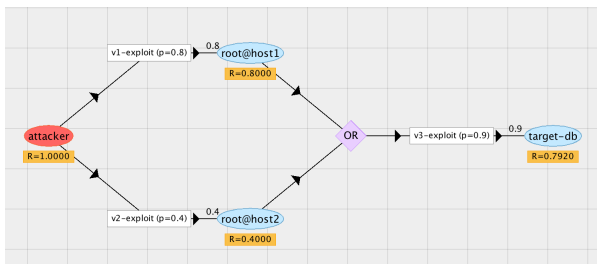 v1-exploit (p=0.8)
0.8
root@host1
R=0.8000
attacker
R=1.0000
OR
v3-exploit (p=0.9)
0.9
target-db
R=0.7920
v2-exploit (p=0.4)
0.4
root@host2
R=0.4000